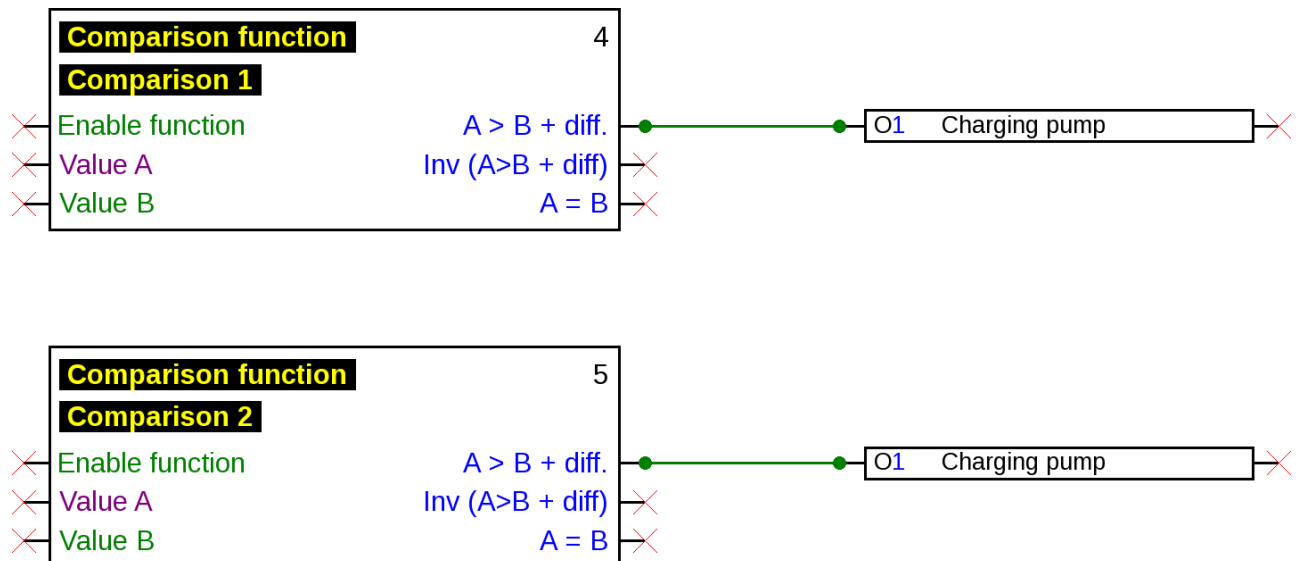 Comparison function 4
Comparison 1
Enable function A > B + diff. O1 Charging pump
Value A Inv (A>B + diff)
Value B A = B
Comparison function 5
Comparison 2
Enable function A > B + diff. O1 Charging pump
Value A Inv (A>B + diff)
Value B A = B